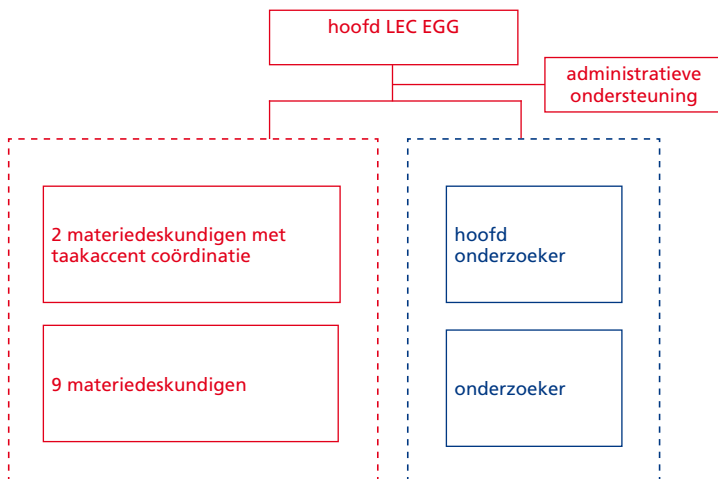 hoofd LEC EGG
administratieve
ondersteuning
2 materiedeskundigen met
taakaccent coördinatie
9 materiedeskundigen
hoofd
onderzoeker
onderzoeker